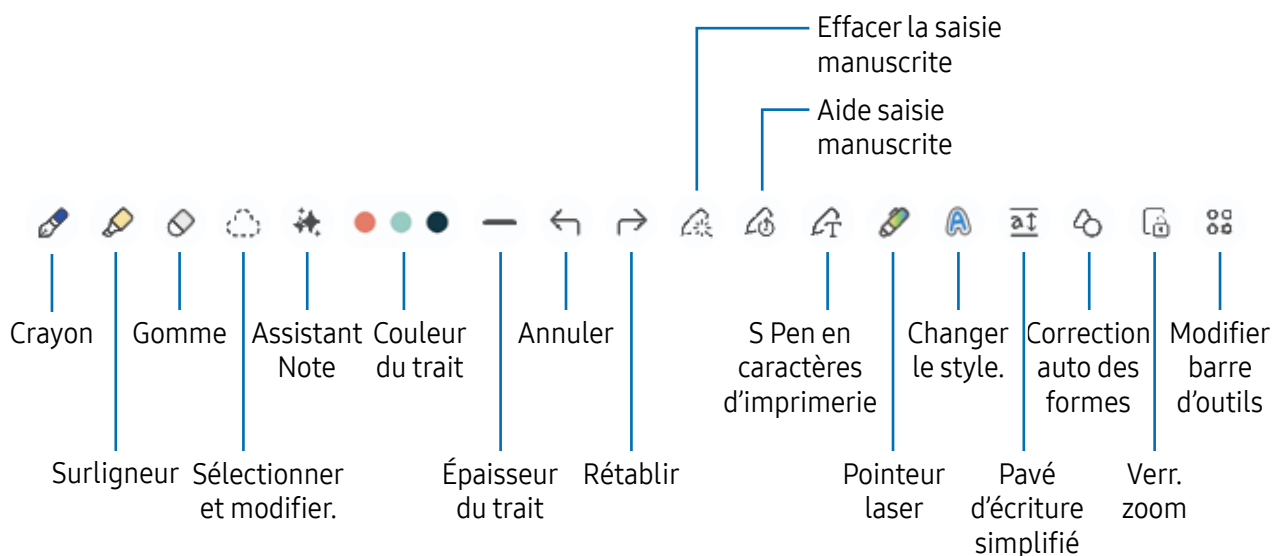 Effacer la saisie
manuscrite
Aide saisie
manuscrite
Crayon
Gomme
Assistant
Note
Couleur
du trait
Annuler
S Pen en
caractères
d'imprimerie
Changer
le style.
Correction
auto des
formes
Modifier
barre
d'outils
Surligneur
Sélectionner
et modifier.
Épaisseur
du trait
Rétablir
Pointeur
laser
Pavé
d'écriture
simplifié
Verr.
zoom